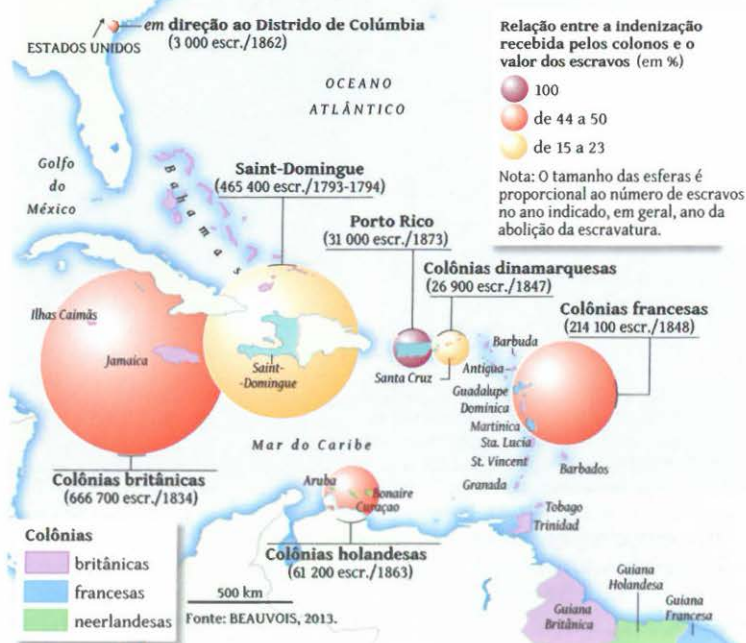 em direção ao Distrido de Colúmbia
(3 000 escr./1862)
ESTADOS UNIDOS
OCEANO
ATLÂNTICO
Golfo
do
México
Bahamas
Relação entre a indenização
recebida pelos colonos e o
valor dos escravos (em %)
100
de 44 a 50
de 15 a 23
Nota: O tamanho das esferas é
proporcional ao número de escravos
no ano indicado, em geral, ano da
abolição da escravatura.
Saint-Domingue
(465 400 escr./1793-1794)
Porto Rico
(31 000 escr./1873)
Colônias dinamarquesas
(26 900 escr./1847)
Colônias francesas
(214 100 escr./1848)
Ilhas Caimãs
Jamaica
Saint-
-Domingue
Santa Cruz
Barbuda
Antigua
Guadalupe
Dominica
Martinica
Sta. Lucia
St. Vincent
Granada
Barbados
Tobago
Trinidad
Mar do Caribe
Colônias britânicas
(666 700 escr./1834)
Aruba
Bonaire
Curaçao
Colônias holandesas
(61 200 escr./1863)
Colônias
britânicas
francesas
neerlandesas
500 km
Fonte: BEAUVOIS, 2013.
Guiana
Britânica
Guiana
Holandesa
Guiana
Francesa